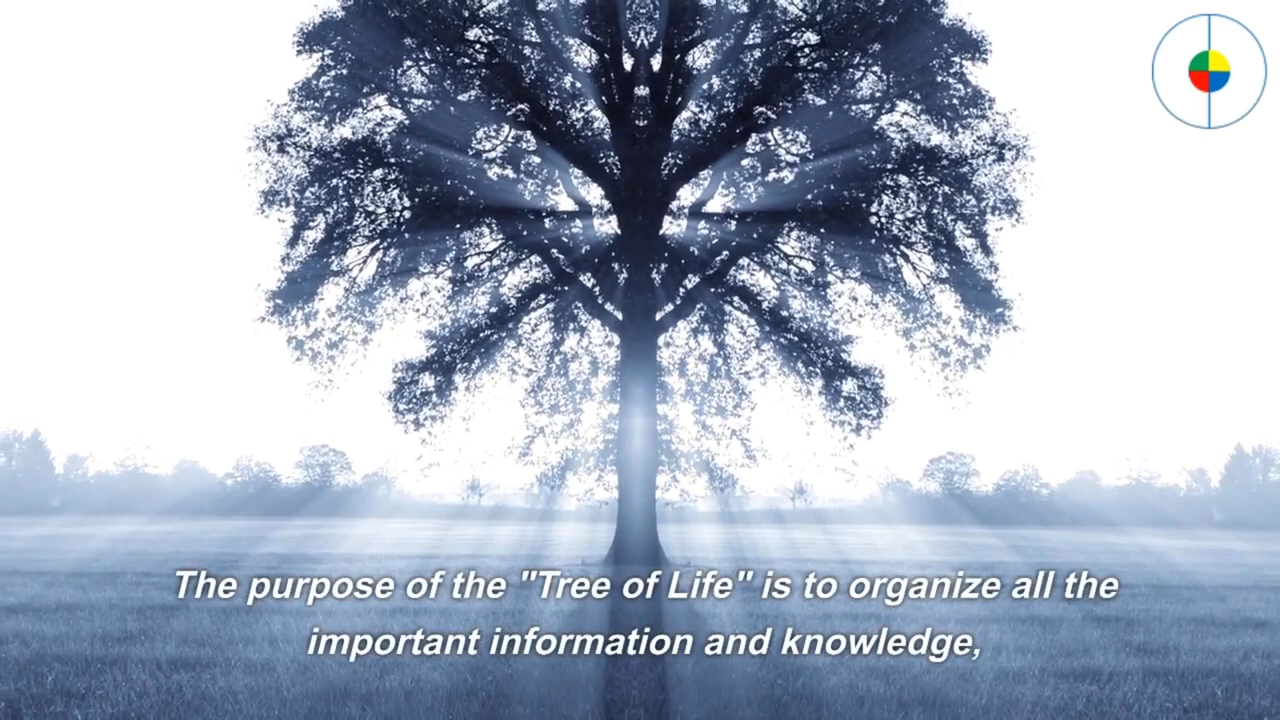 The purpose of the "Tree of Life" is to organize all the
important information and knowledge,